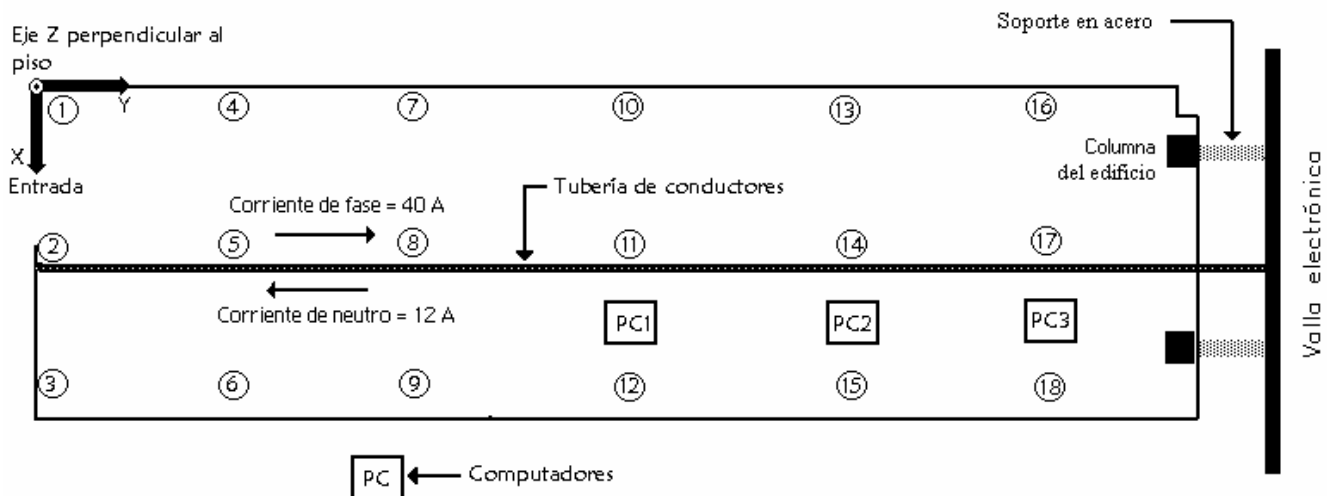 Soporte en acero
Eje Z perpendicular al
piso
Y
1
4
7
10
13
16
X
Entrada
Columna
del edificio
Tubería de conductores
Corriente de fase = 40 A
2
5
8
11
14
17
Corriente de neutro = 12 A
PC1
PC2
PC3
Valla electrónica
3
6
9
12
15
18
PC
Computadores